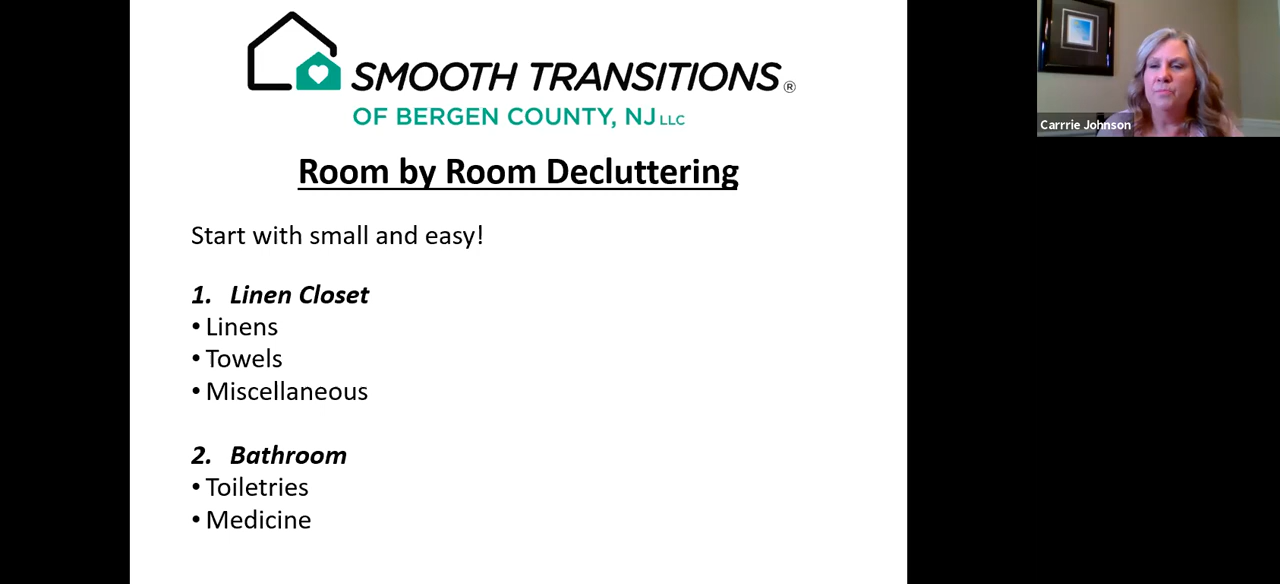 SMOOTH TRANSITIONS®
OF BERGEN COUNTY, NJ LLC
Room by Room Decluttering
Start with small and easy!
1. Linen Closet
• Linens
• Towels
• Miscellaneous
2. Bathroom
• Toiletries
• Medicine
Carrrie Johnson